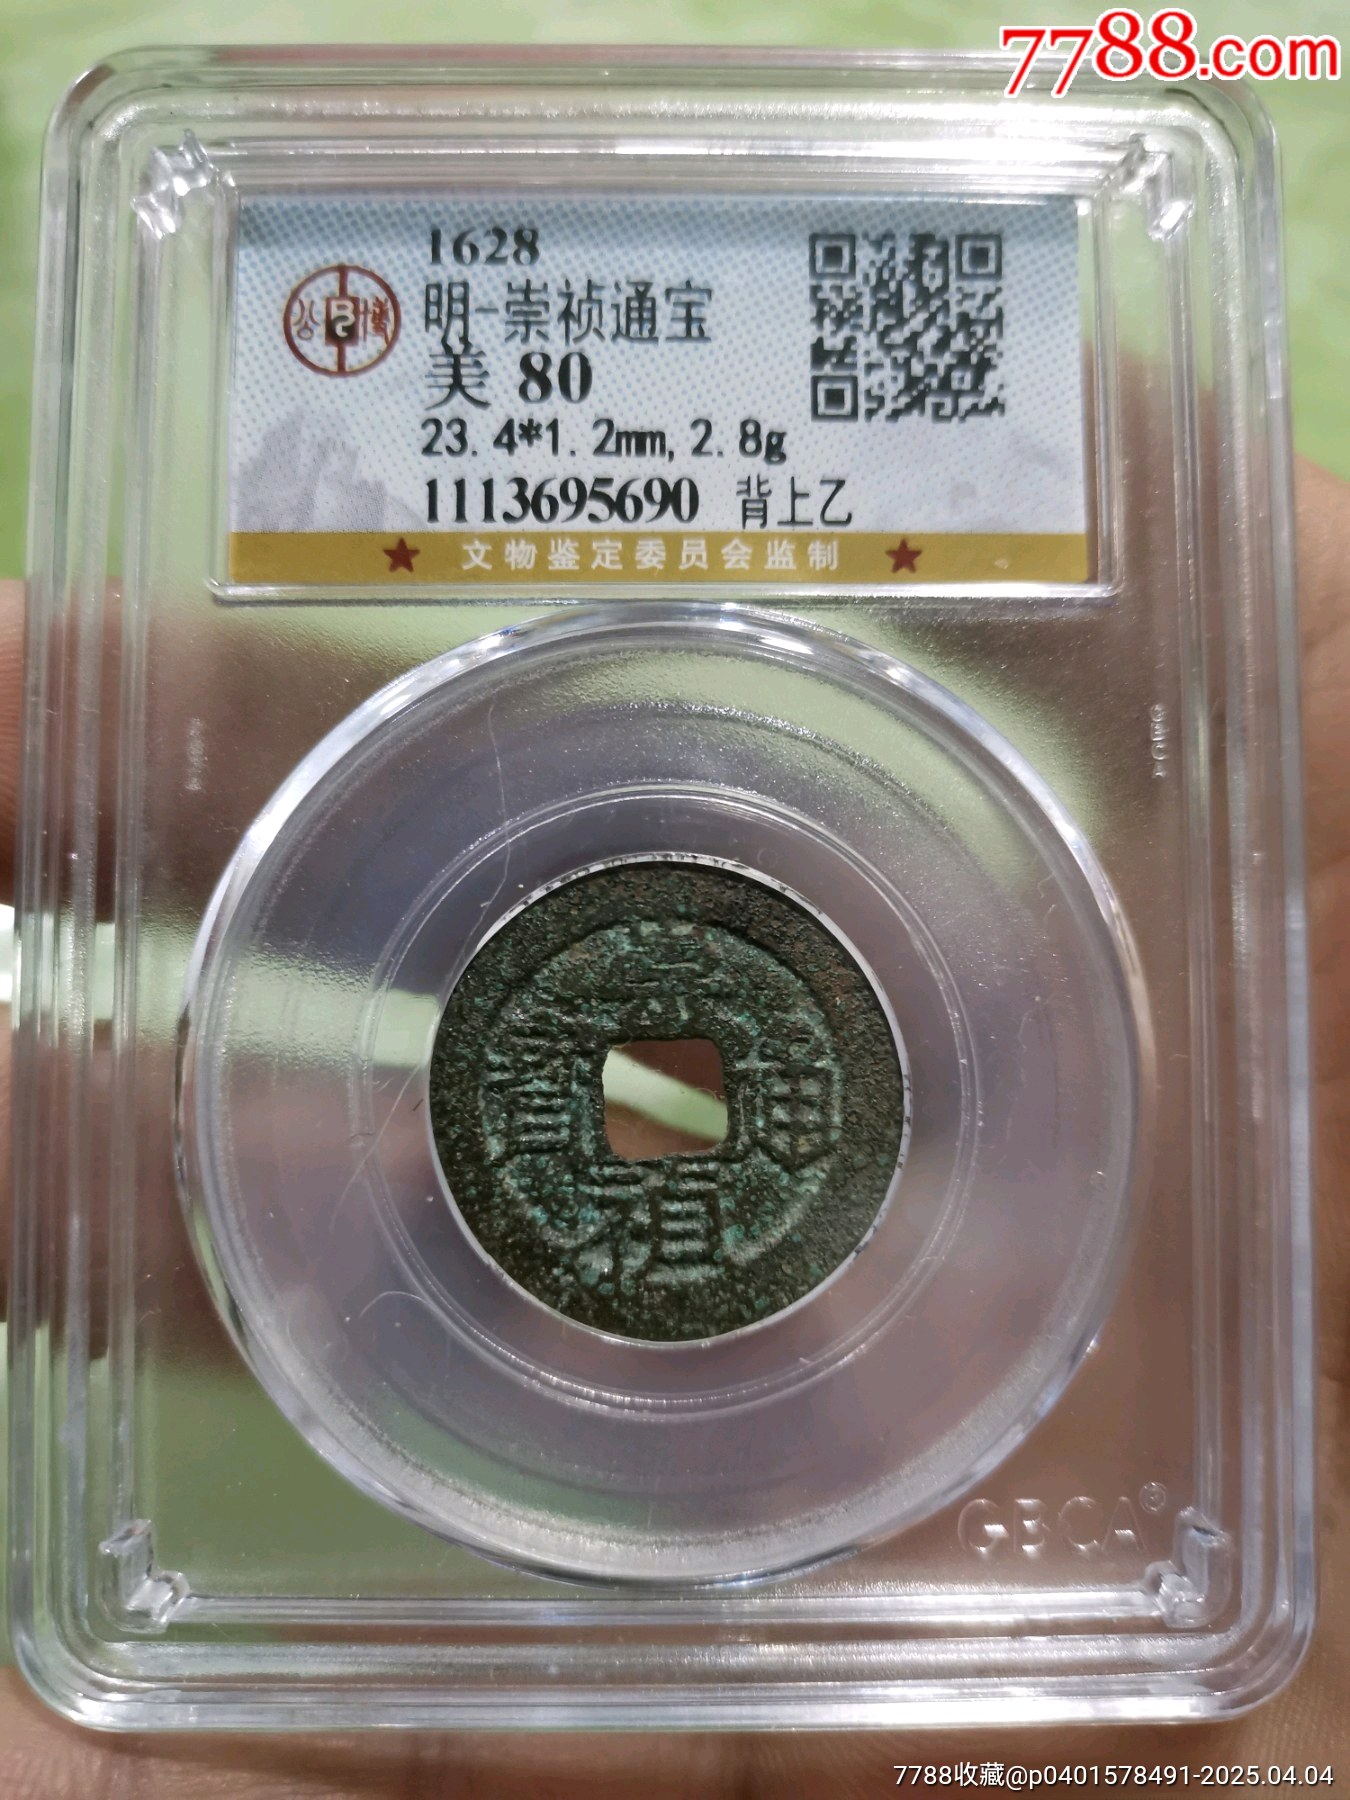 7788.com
1628
公 博
明-崇祯通宝
美 80
23.4*1.2mm,2.8g
1113695690 背上乙
★ 文物鉴定委员会监制 ★
崇
寶 通
禎
GBCA®
7788收藏@p0401578491-2025.04.04